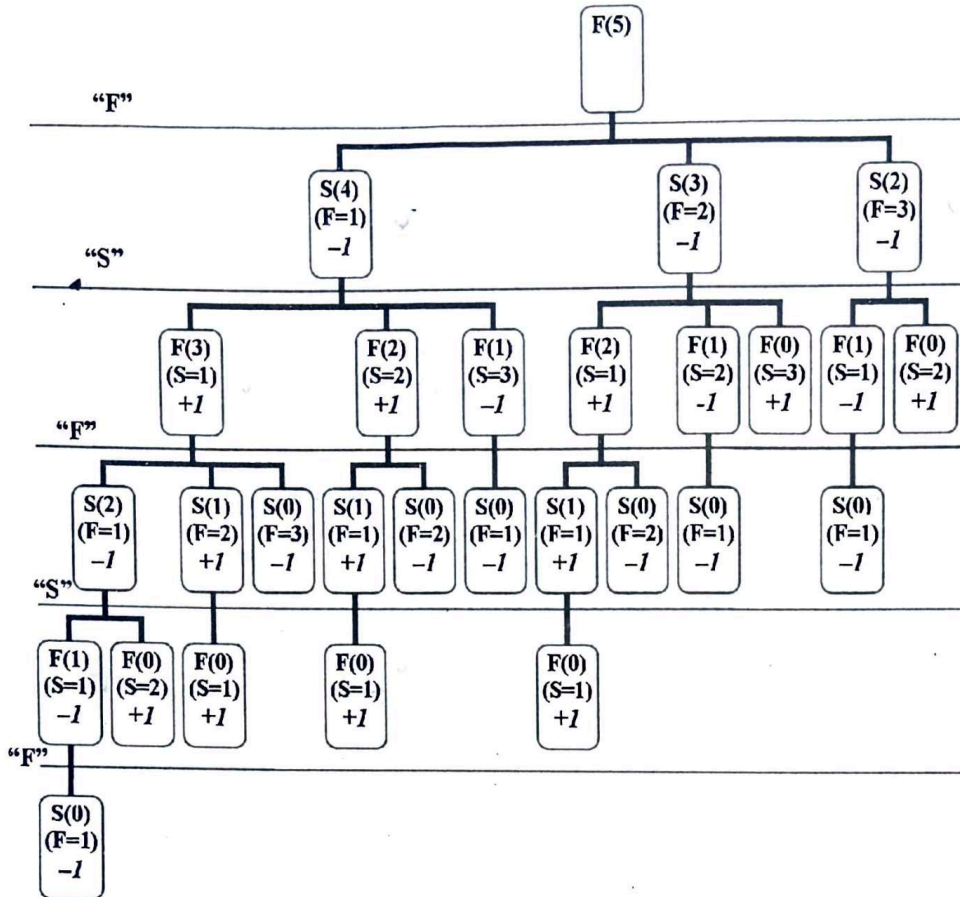 F(5)
“F”
S(4) S(3) S(2)
(F=1) (F=2) (F=3)
–1 –1 –1
“S”
F(3) F(2) F(1) F(2) F(1) F(0) F(1) F(0)
(S=1) (S=2) (S=3) (S=1) (S=2) (S=3) (S=1) (S=2)
+1 +1 –1 +1 -1 +1 –1 +1
“F”
S(2) S(1) S(0) S(1) S(0) S(0) S(1) S(0) S(0) S(0)
(F=1) (F=2) (F=3) (F=1) (F=2) (F=1) (F=1) (F=2) (F=1) (F=1)
–1 +1 –1 +1 –1 –1 +1 –1 –1 –1
“S”
F(1) F(0) F(0) F(0) F(0)
(S=1) (S=2) (S=1) (S=1) (S=1)
–1 +1 +1 +1 +1
“F”
S(0)
(F=1)
–1